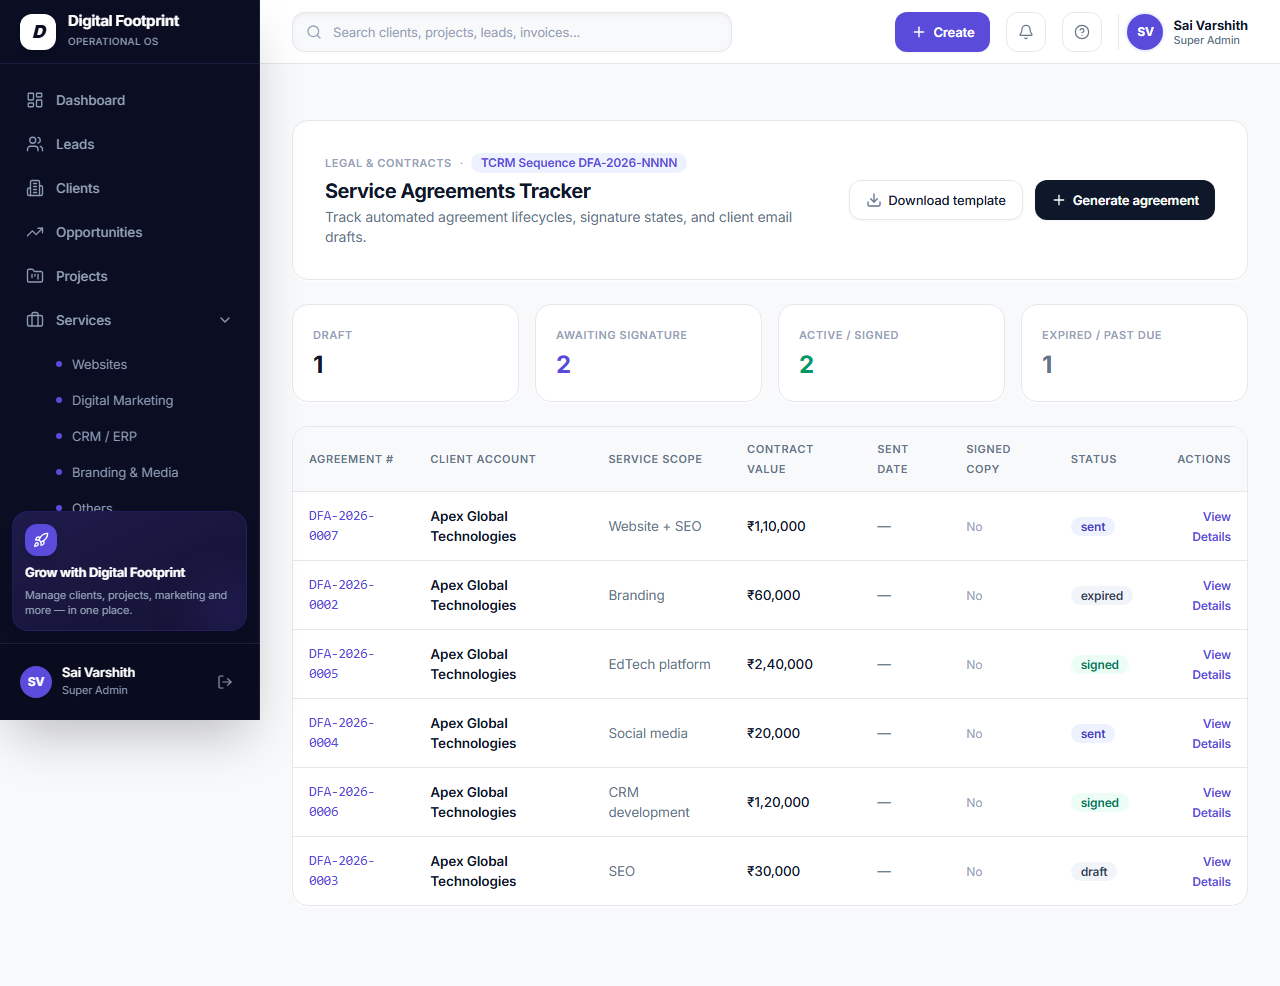 D
Digital Footprint
OPERATIONAL OS
Search clients, projects, leads, invoices...
Create
SV
Sai Varshith
Super Admin
Dashboard
Leads
Clients
Opportunities
Projects
Services
Websites
Digital Marketing
CRM / ERP
Branding & Media
Others
Grow with Digital Footprint
Manage clients, projects, marketing and
more — in one place.
SV
Sai Varshith
Super Admin
LEGAL & CONTRACTS · TCRM Sequence DFA-2026-NNNN
Service Agreements Tracker
Track automated agreement lifecycles, signature states, and client email
drafts.
Download template
Generate agreement
DRAFT
1
AWAITING SIGNATURE
2
ACTIVE / SIGNED
2
EXPIRED / PAST DUE
1
AGREEMENT # CLIENT ACCOUNT SERVICE SCOPE CONTRACT VALUE SENT DATE SIGNED COPY STATUS ACTIONS
DFA-2026-0007 Apex Global Technologies Website + SEO ₹1,10,000 — No sent View Details
DFA-2026-0002 Apex Global Technologies Branding ₹60,000 — No expired View Details
DFA-2026-0005 Apex Global Technologies EdTech platform ₹2,40,000 — No signed View Details
DFA-2026-0004 Apex Global Technologies Social media ₹20,000 — No sent View Details
DFA-2026-0006 Apex Global Technologies CRM development ₹1,20,000 — No signed View Details
DFA-2026-0003 Apex Global Technologies SEO ₹30,000 — No draft View Details